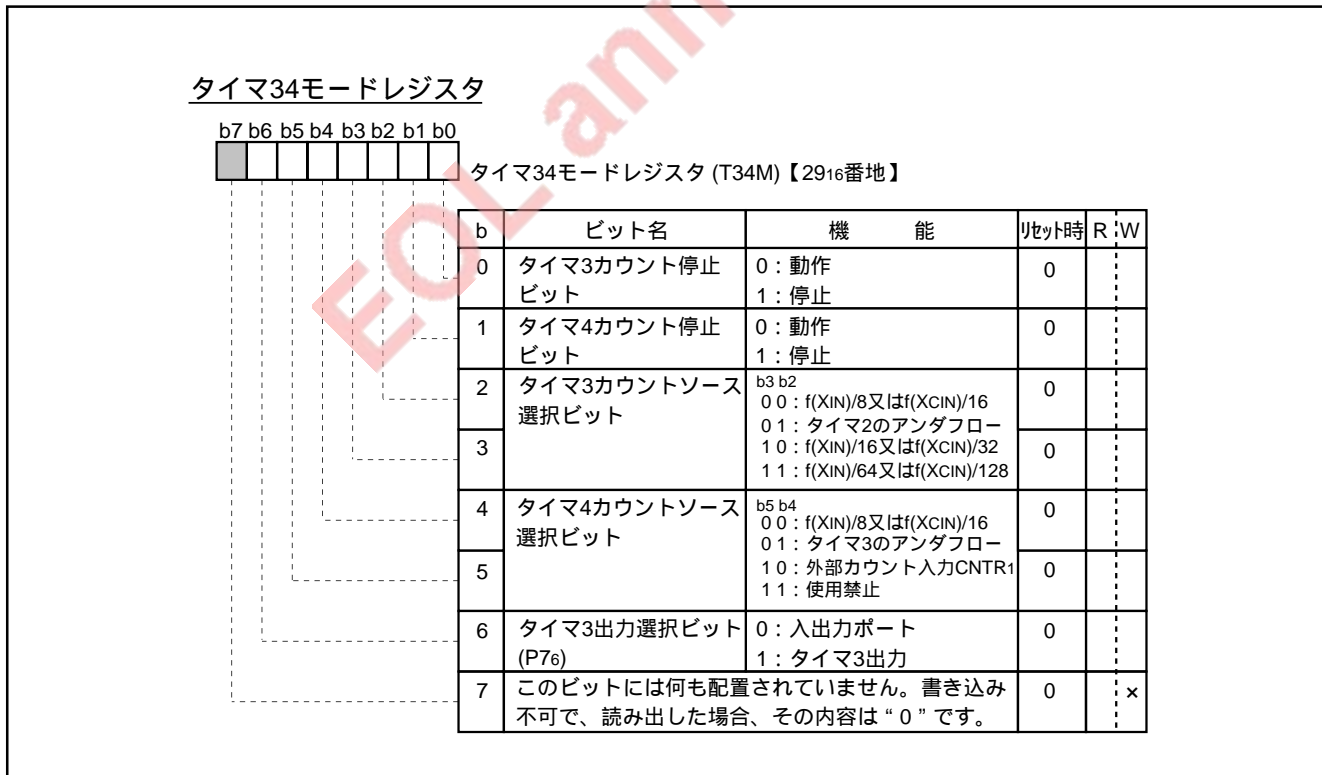 タイマ34モードレジスタ
b7 b6 b5 b4 b3 b2 b1 b0
タイマ34モードレジスタ (T34M)【2916番地】
b ビット名 機 能 リセット時 R W
0 タイマ3カウント停止ビット 0：動作 0
1：停止
1 タイマ4カウント停止ビット 0：動作 0
1：停止
2 タイマ3カウントソース選択ビット b3 b2 0
0 0：f(XIN)/8又はf(XCIN)/16
0 1：タイマ2のアンダフロー
3 1 0：f(XIN)/16又はf(XCIN)/32 0
1 1：f(XIN)/64又はf(XCIN)/128
4 タイマ4カウントソース選択ビット b5 b4 0
0 0：f(XIN)/8又はf(XCIN)/16
0 1：タイマ3のアンダフロー
5 1 0：外部カウント入力CNTR1 0
1 1：使用禁止
6 タイマ3出力選択ビット 0：入出力ポート 0
(P76) 1：タイマ3出力
7 このビットには何も配置されていません。書き込み 0 ×
不可で、読み出した場合、その内容は“0”です。
EOL ann